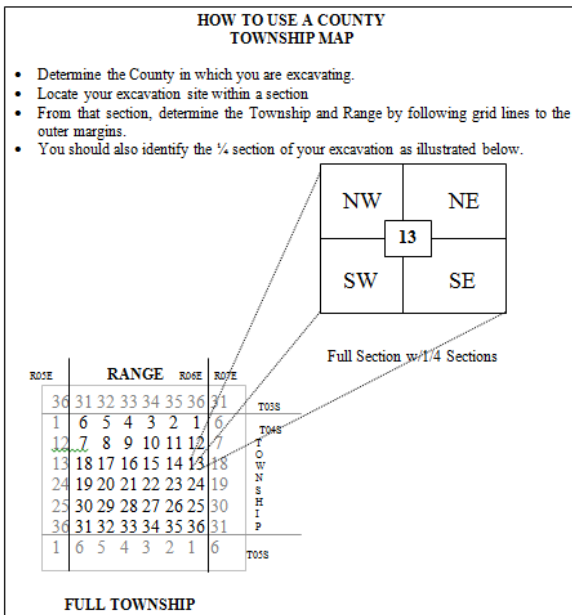 HOW TO USE A COUNTY
TOWNSHIP MAP
• Determine the County in which you are excavating.
• Locate your excavation site within a section
• From that section, determine the Township and Range by following grid lines to the
outer margins.
• You should also identify the ¼ section of your excavation as illustrated below.
NW NE
13
SW SE
Full Section w/1/4 Sections
R05E RANGE R06E R07E
36 31 32 33 34 35 36 31 T03S
1 6 5 4 3 2 1 6 T04S
12 7 8 9 10 11 12 7
13 18 17 16 15 14 13 18
24 19 20 21 22 23 24 19
25 30 29 28 27 26 25 30
36 31 32 33 34 35 36 31
TOWNSHIP
1 6 5 4 3 2 1 6 T05S
FULL TOWNSHIP